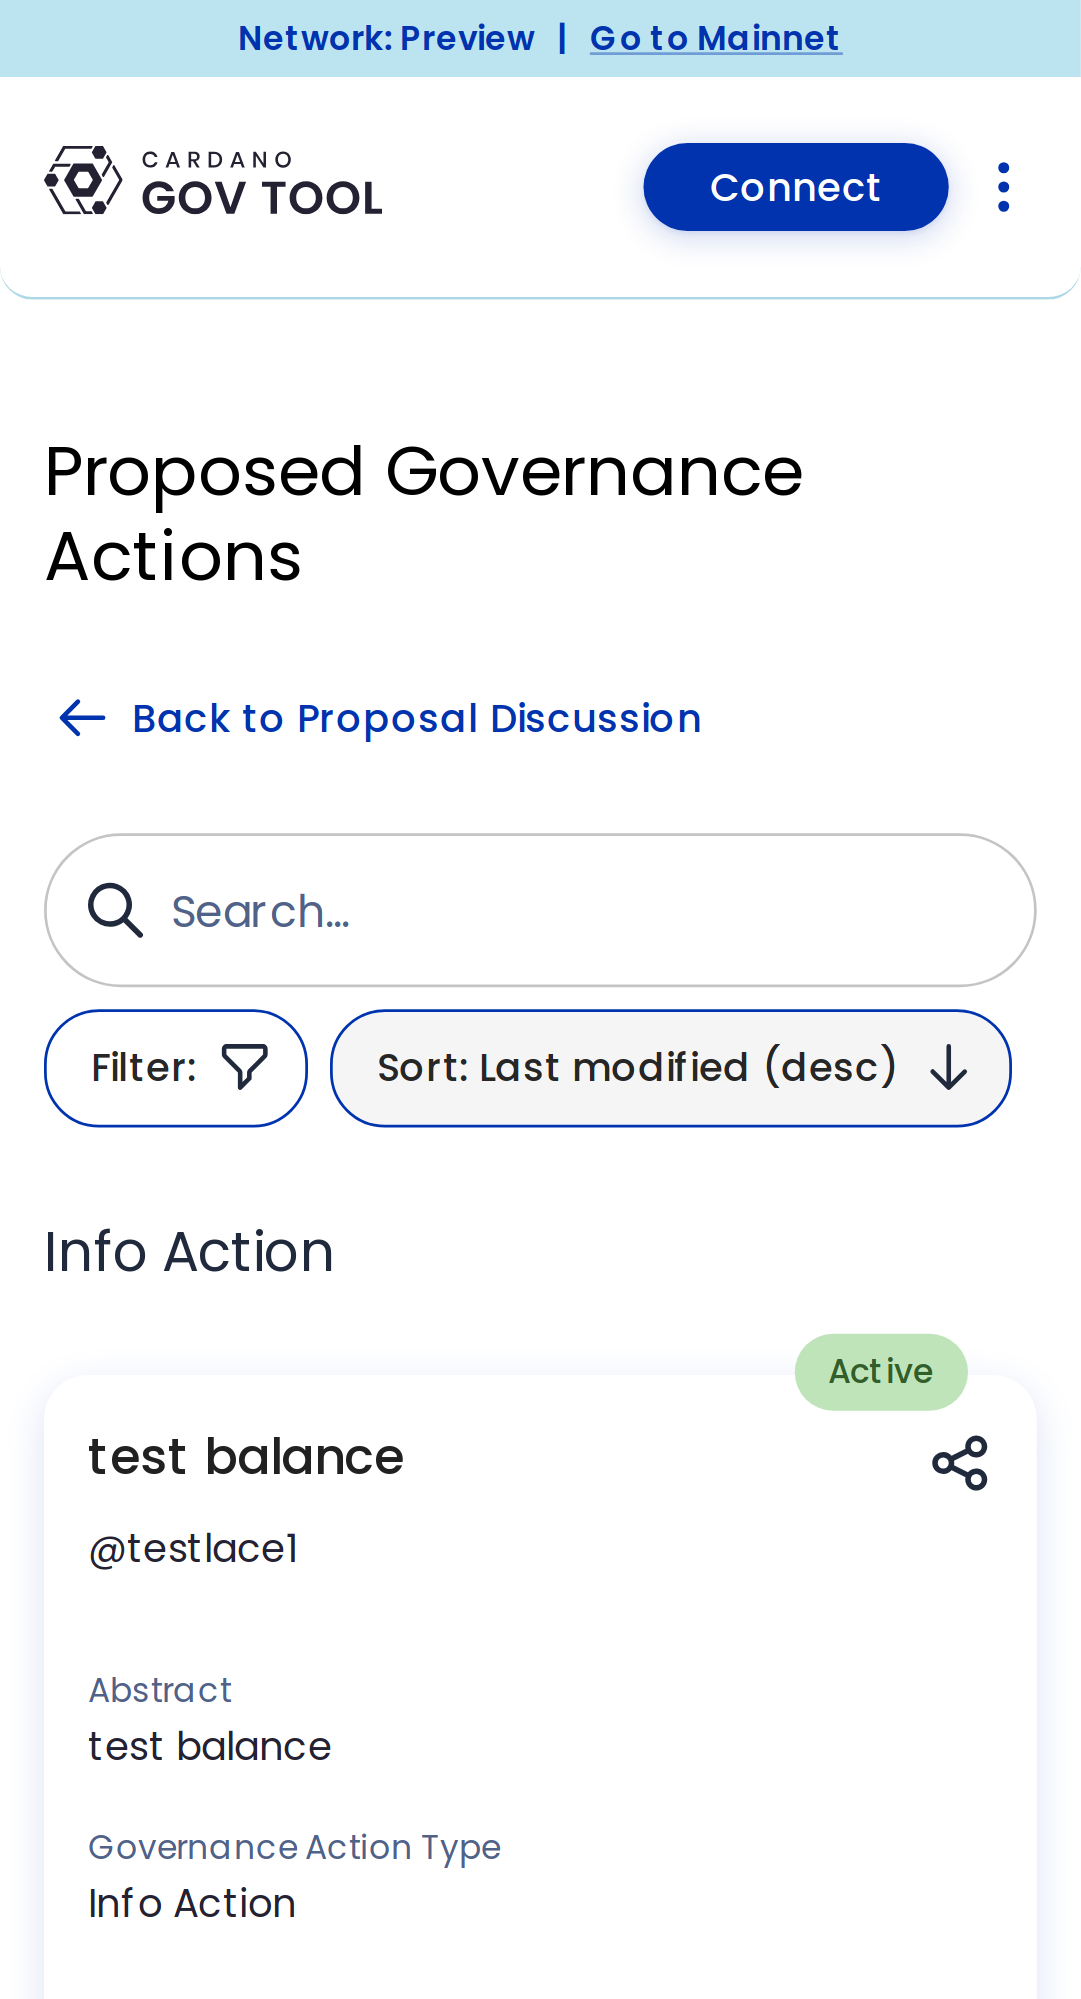 Network: Preview | Go to Mainnet
CARDANO
GOV TOOL
Connect
Proposed Governance
Actions
Back to Proposal Discussion
Search...
Filter:
Sort: Last modified (desc)
Info Action
Active
test balance
@testlace1
Abstract
test balance
Governance Action Type
Info Action